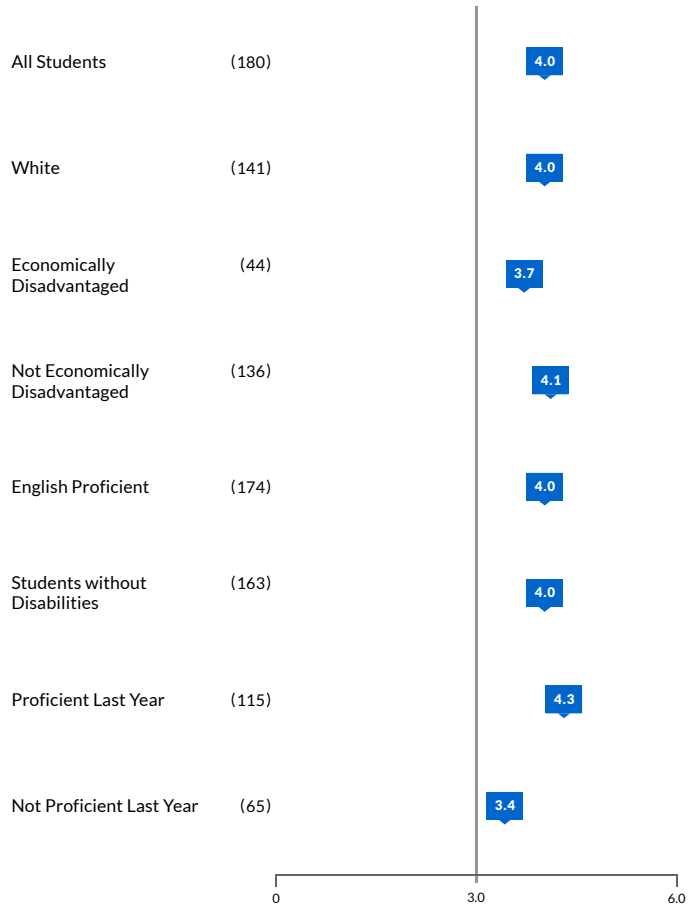 All Students (180) 4.0
White (141) 4.0
Economically (44)
Disadvantaged
3.7
Not Economically (136)
Disadvantaged
4.1
English Proficient (174) 4.0
Students without (163)
Disabilities
4.0
Proficient Last Year (115) 4.3
Not Proficient Last Year (65) 3.4
0 3.0 6.0